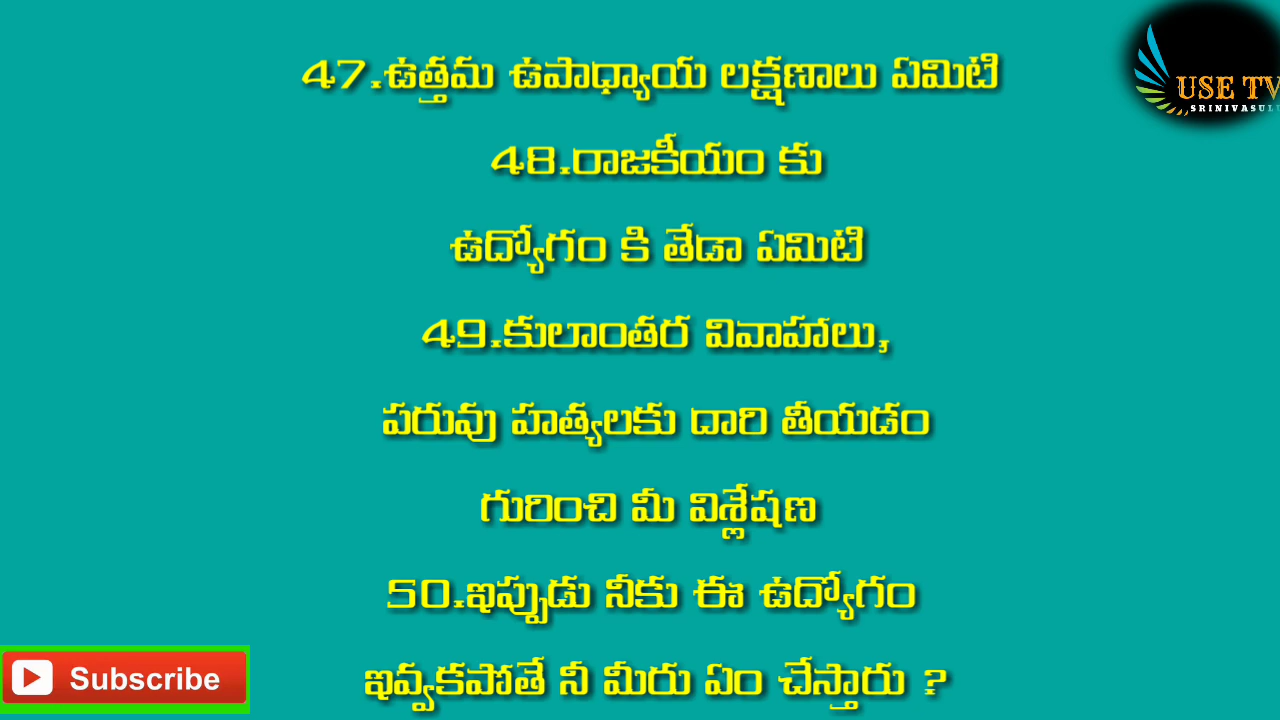 47.ఉత్తమ ఉపాధ్యాయ లక్షణాలు ఏమిటి
48.రాజకీయం కు
ఉద్యోగం కి తేడా ఏమిటి
49.కులాంతర వివాహాలు,
పరువు హత్యలకు దారి తీయడం
గురించి మీ విశ్లేషణ
50.ఇప్పుడు నీకు ఈ ఉద్యోగం
ఇవ్వకపోతే నీ మీరు ఏం చేస్తారు ?
USE TV
SRINIVASULU
Subscribe